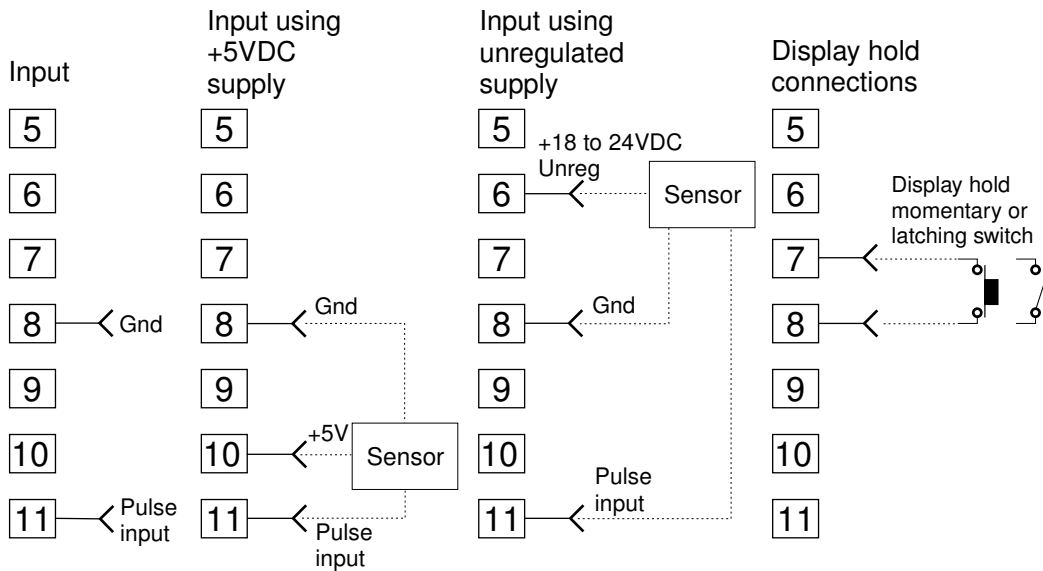 Input
5
6
7
8
Gnd
9
10
11
Pulse
input
Input using
+5VDC
supply
5
6
7
8
Gnd
9
10
+5V
Sensor
11
Pulse
input
Input using
unregulated
supply
5
+18 to 24VDC
Unreg
6
Sensor
7
8
Gnd
9
10
11
Pulse
input
Display hold
connections
5
6
7
8
9
10
11
Display hold
momentary or
latching switch